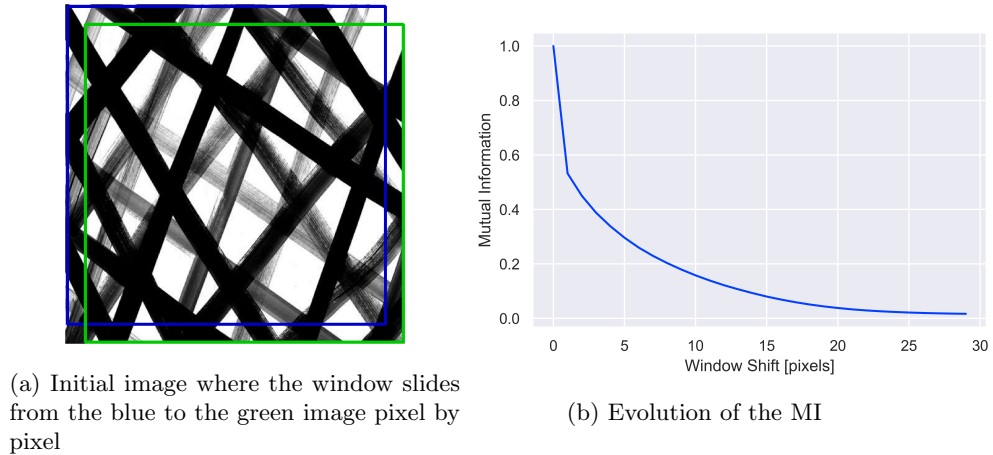 1.0
0.8
0.6
0.4
0.2
0.0
Mutual Information
0 5 10 15 20 25 30
Window Shift [pixels]
(a) Initial image where the window slides
from the blue to the green image pixel by
pixel
(b) Evolution of the MI